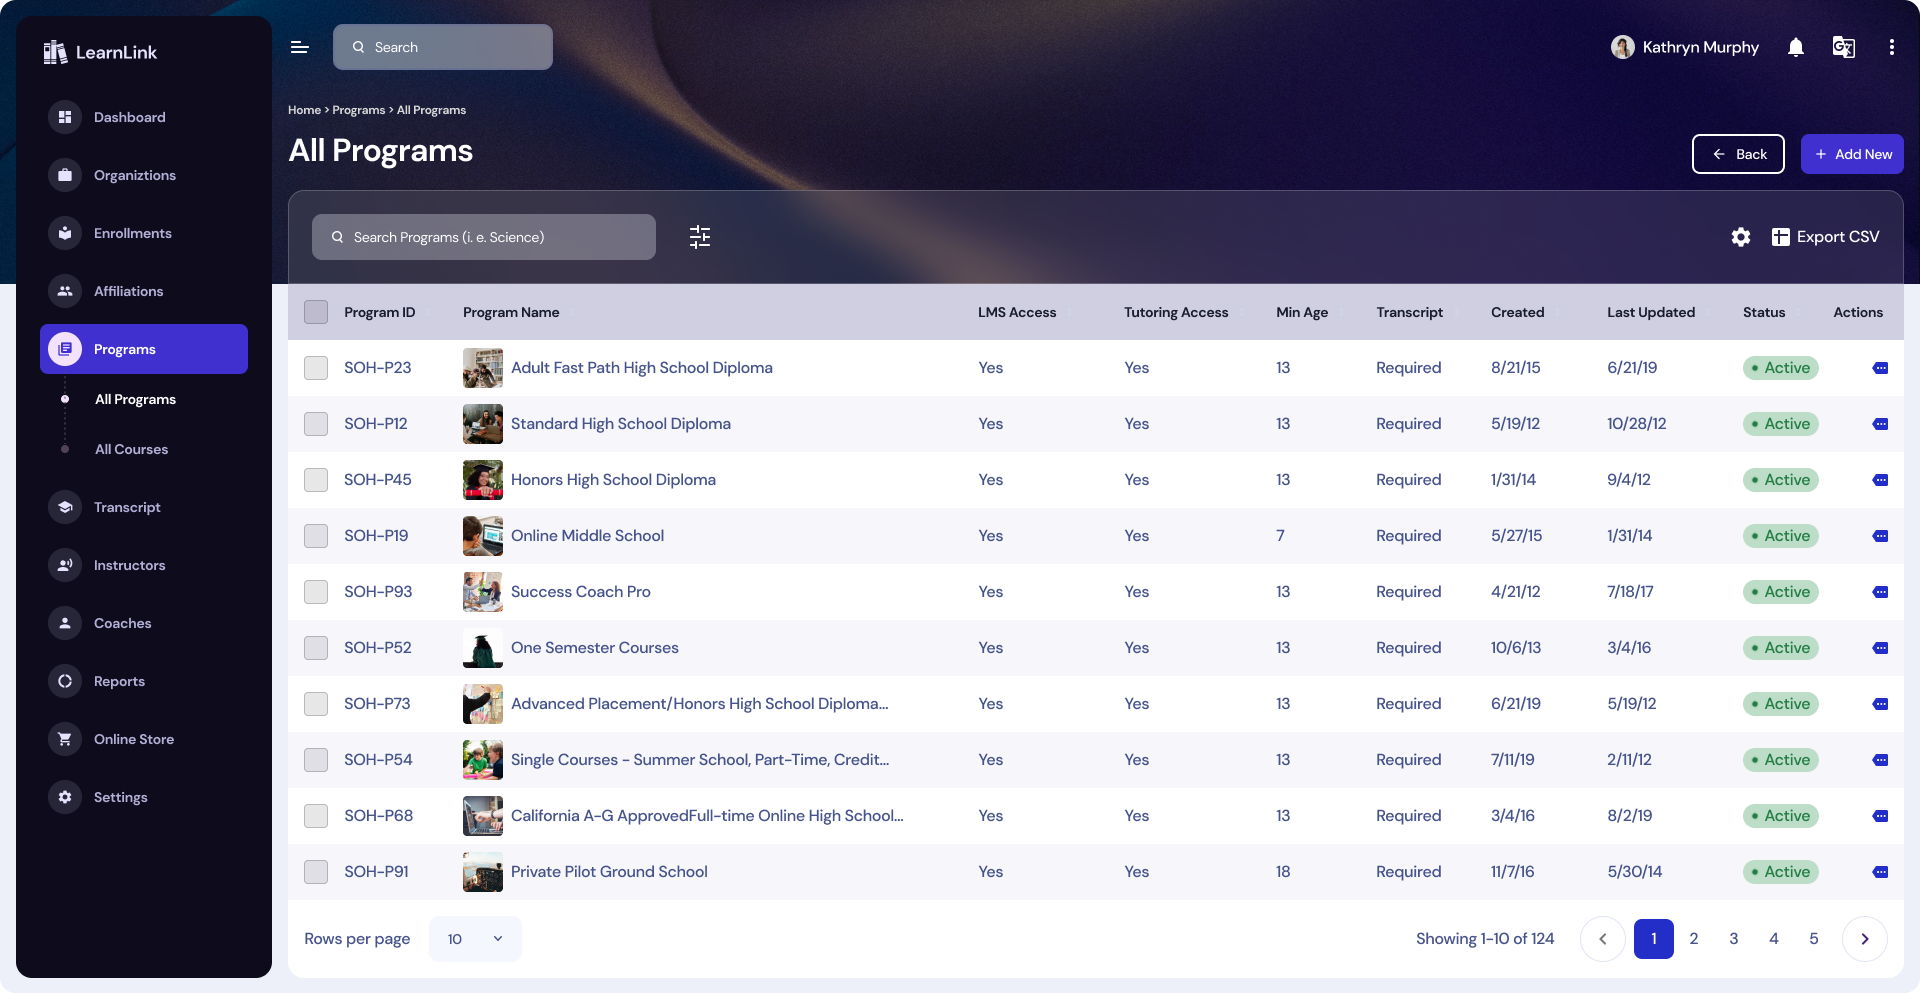 LearnLink
Search
Kathryn Murphy
Dashboard
Organiztions
Enrollments
Affiliations
Programs
All Programs
All Courses
Transcript
Instructors
Coaches
Reports
Online Store
Settings
Home > Programs > All Programs
All Programs
Back
Add New
Search Programs (i. e. Science)
Export CSV
Program ID Program Name LMS Access Tutoring Access Min Age Transcript Created Last Updated Status Actions
SOH-P23 Adult Fast Path High School Diploma Yes Yes 13 Required 8/21/15 6/21/19 Active
SOH-P12 Standard High School Diploma Yes Yes 13 Required 5/19/12 10/28/12 Active
SOH-P45 Honors High School Diploma Yes Yes 13 Required 1/31/14 9/4/12 Active
SOH-P19 Online Middle School Yes Yes 7 Required 5/27/15 1/31/14 Active
SOH-P93 Success Coach Pro Yes Yes 13 Required 4/21/12 7/18/17 Active
SOH-P52 One Semester Courses Yes Yes 13 Required 10/6/13 3/4/16 Active
SOH-P73 Advanced Placement/Honors High School Diploma... Yes Yes 13 Required 6/21/19 5/19/12 Active
SOH-P54 Single Courses - Summer School, Part-Time, Credit... Yes Yes 13 Required 7/11/19 2/11/12 Active
SOH-P68 California A-G ApprovedFull-time Online High School... Yes Yes 13 Required 3/4/16 8/2/19 Active
SOH-P91 Private Pilot Ground School Yes Yes 18 Required 11/7/16 5/30/14 Active
Rows per page 10 Showing 1-10 of 124 1 2 3 4 5